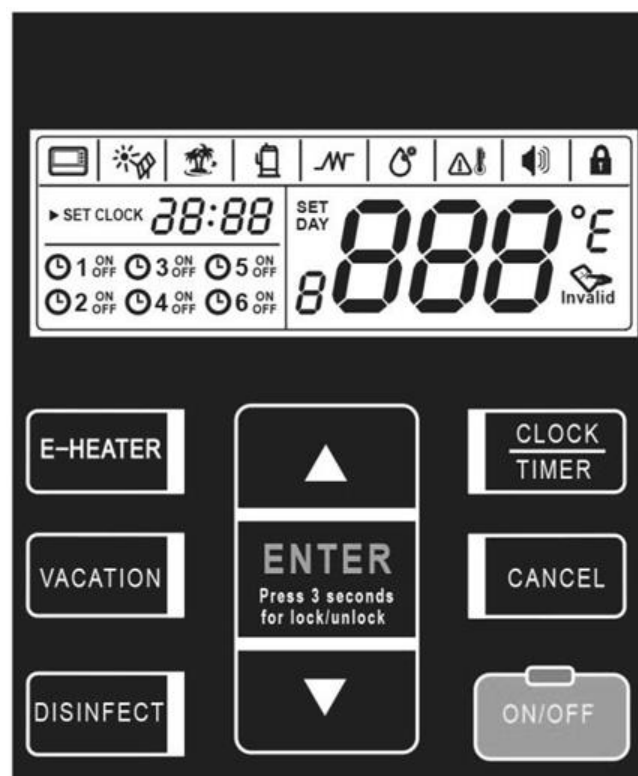 ▶ SET CLOCK 88:88
SET
DAY
8
888
°E
Invalid
1 ON OFF
3 ON OFF
5 ON OFF
2 ON OFF
4 ON OFF
6 ON OFF
E-HEATER
CLOCK
TIMER
VACATION
ENTER
Press 3 seconds
for lock/unlock
CANCEL
DISINFECT
ON/OFF